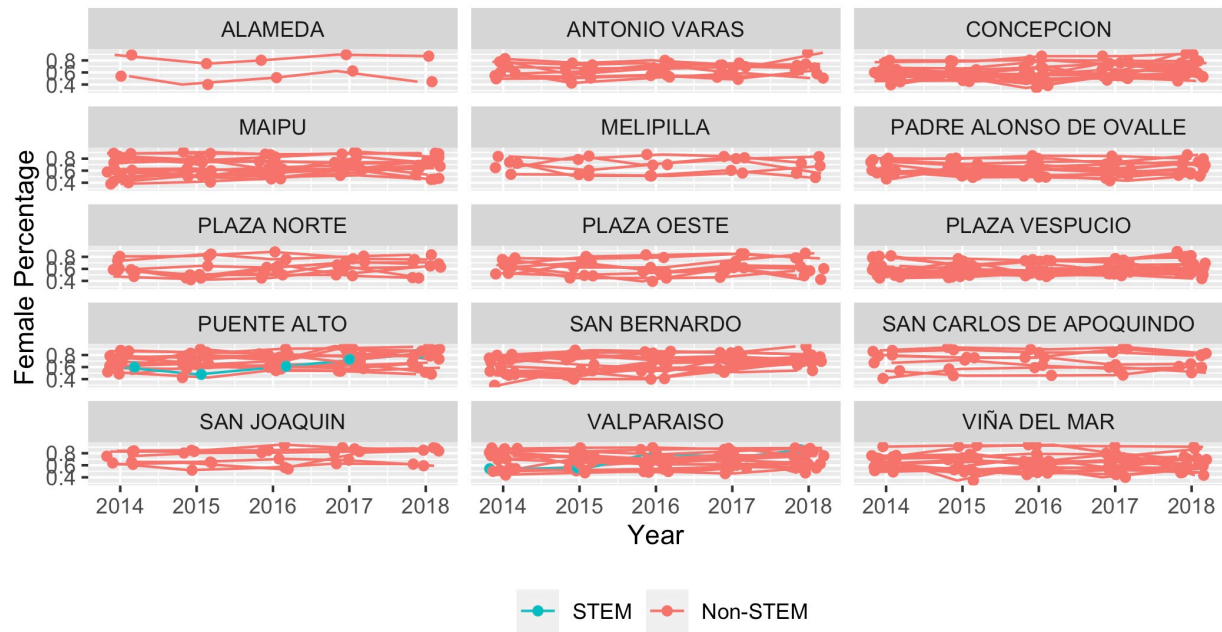 ALAMEDA
ANTONIO VARAS
CONCEPCION
0.8
0.6
0.4
MAIPU
MELIPILLA
PADRE ALONSO DE OVALLE
0.8
0.6
0.4
PLAZA NORTE
PLAZA OESTE
PLAZA VESPUCIO
0.8
0.6
0.4
PUENTE ALTO
SAN BERNARDO
SAN CARLOS DE APOQUINDO
0.8
0.6
0.4
SAN JOAQUIN
VALPARAISO
VIÑA DEL MAR
0.8
0.6
0.4
Female Percentage
2014 2015 2016 2017 2018
2014 2015 2016 2017 2018
2014 2015 2016 2017 2018
Year
STEM
Non-STEM